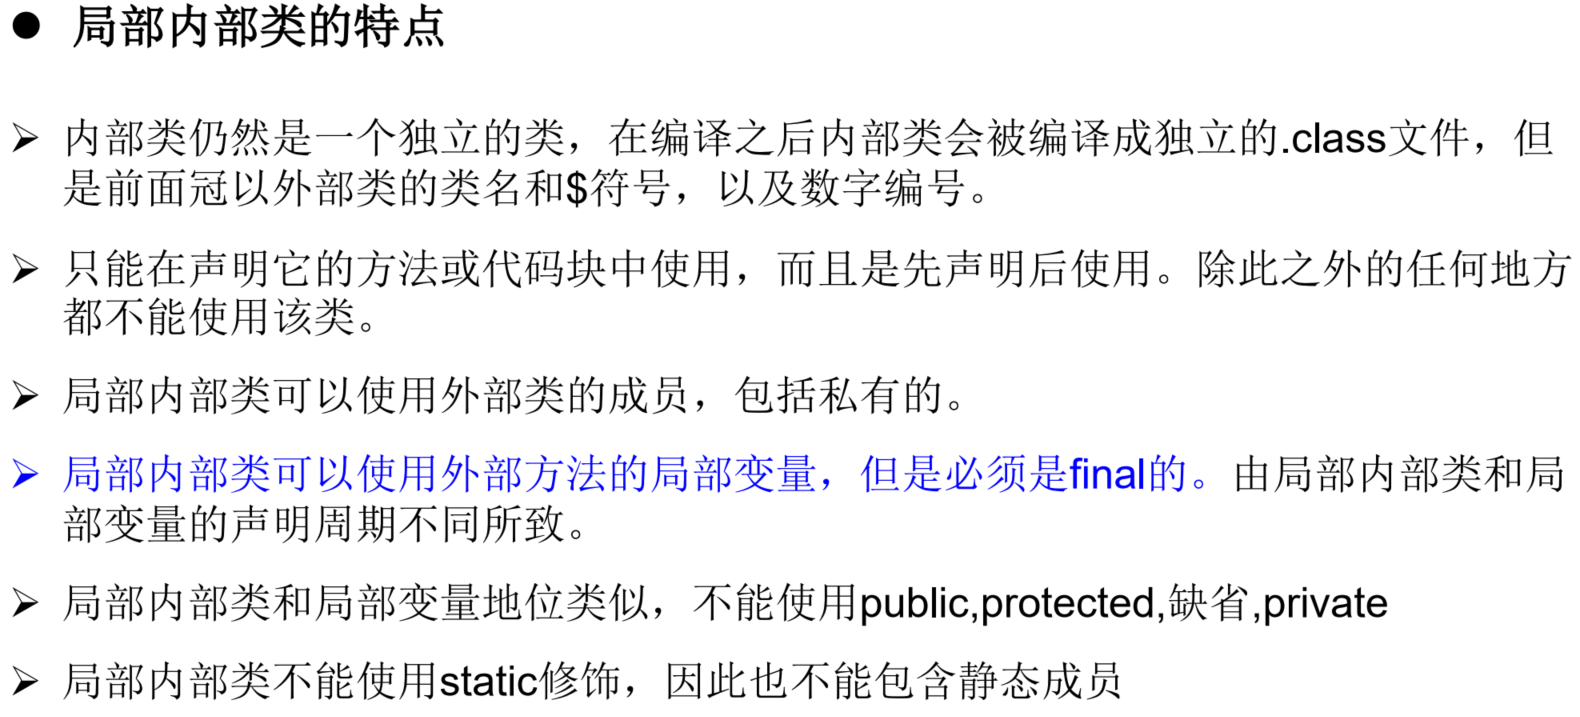 ● 局部内部类的特点
➢ 内部类仍然是一个独立的类，在编译之后内部类会被编译成独立的.class文件，但
是前面冠以外部类的类名和$符号，以及数字编号。
➢ 只能在声明它的方法或代码块中使用，而且是先声明后使用。除此之外的任何地方
都不能使用该类。
➢ 局部内部类可以使用外部类的成员，包括私有的。
➢ 局部内部类可以使用外部方法的局部变量，但是必须是final的。由局部内部类和局
部变量的声明周期不同所致。
➢ 局部内部类和局部变量地位类似，不能使用public,protected,缺省,private
➢ 局部内部类不能使用static修饰，因此也不能包含静态成员